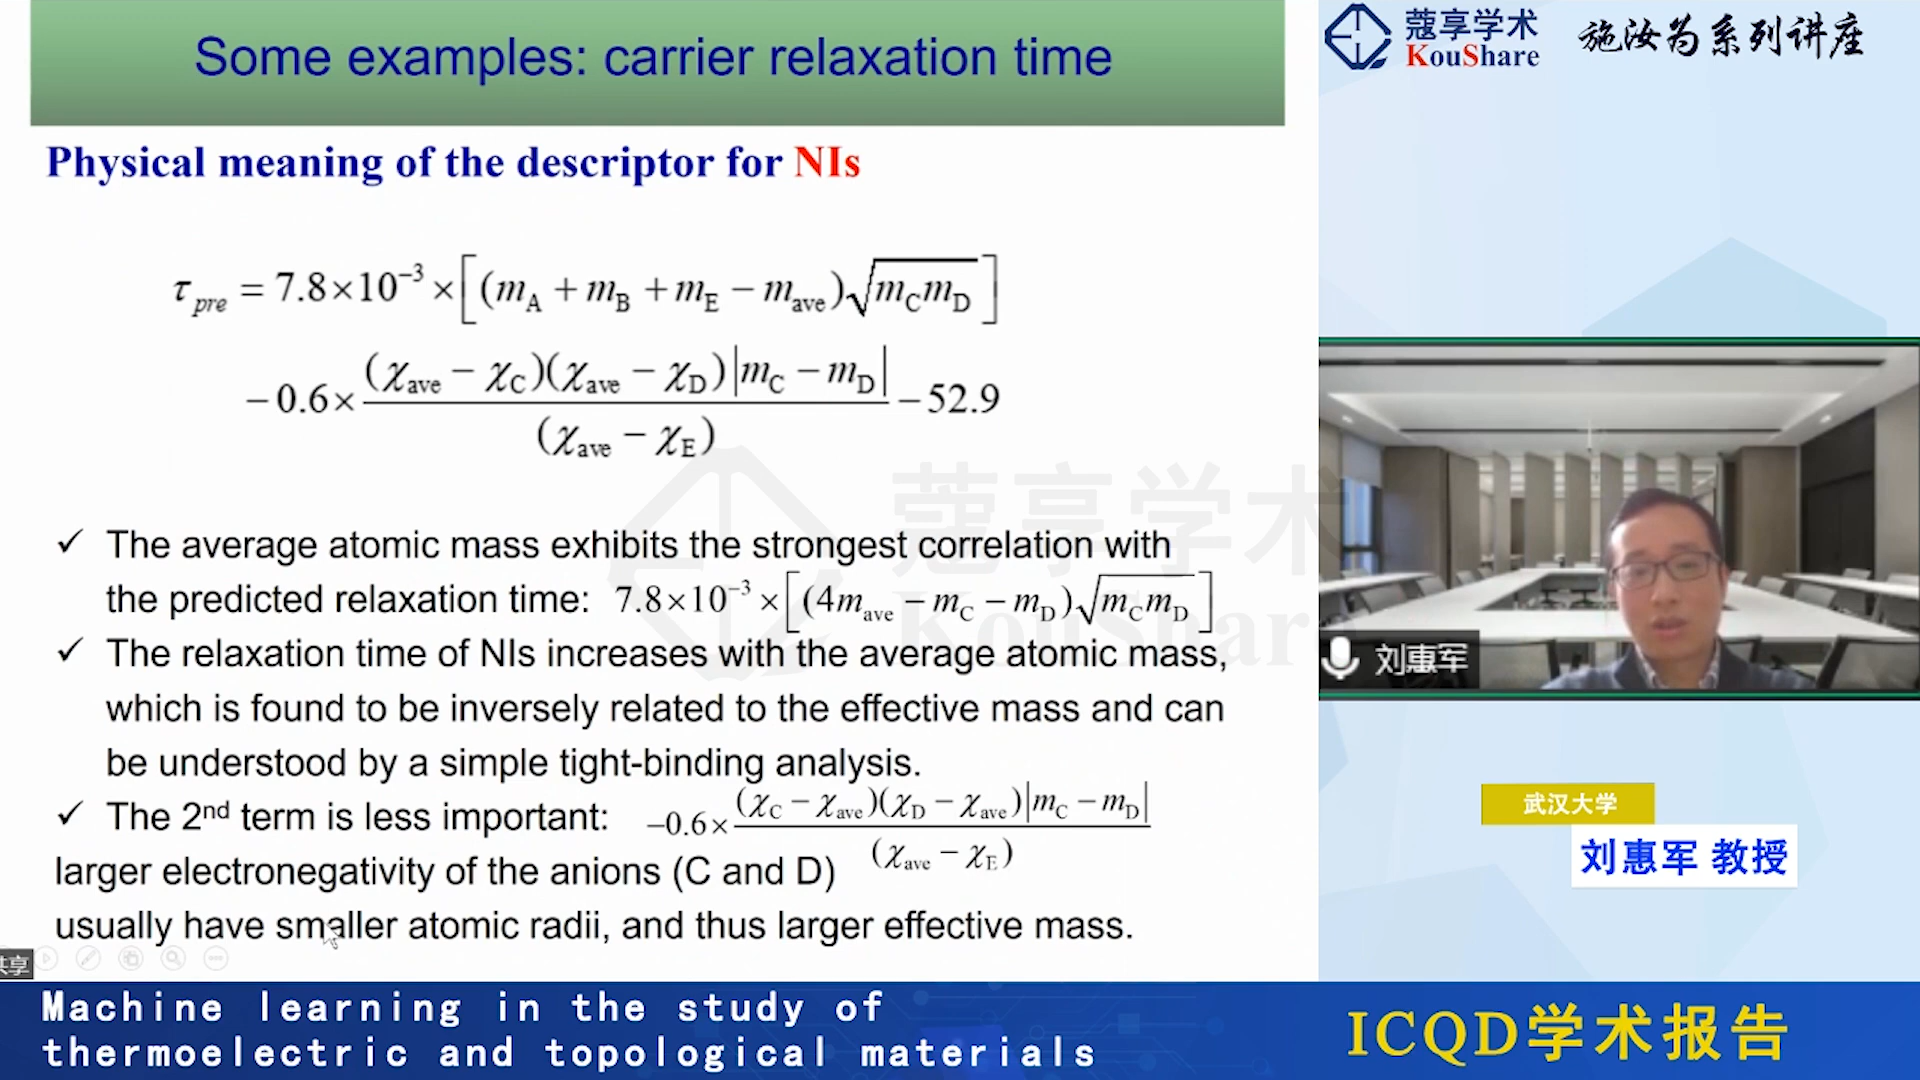 Some examples: carrier relaxation time
Physical meaning of the descriptor for NIs
τ_pre = 7.8×10⁻³ × [(m_A + m_B + m_E − m_ave)√(m_C m_D)]
−0.6× (χ_ave − χ_C)(χ_ave − χ_D)|m_C − m_D| / (χ_ave − χ_E) −52.9
✓ The average atomic mass exhibits the strongest correlation with
the predicted relaxation time: 7.8×10⁻³ × [(4m_ave − m_C − m_D)√(m_C m_D)]
✓ The relaxation time of NIs increases with the average atomic mass,
which is found to be inversely related to the effective mass and can
be understood by a simple tight-binding analysis.
✓ The 2nd term is less important: −0.6× (χ_C − χ_ave)(χ_D − χ_ave)|m_C − m_D| / (χ_ave − χ_E)
larger electronegativity of the anions (C and D)
usually have smaller atomic radii, and thus larger effective mass.
共享
蔻享学术
KouShare
蔻享学术
KouShare
施汝为系列讲座
刘惠军
武汉大学
刘惠军 教授
Machine learning in the study of
thermoelectric and topological materials
ICQD学术报告